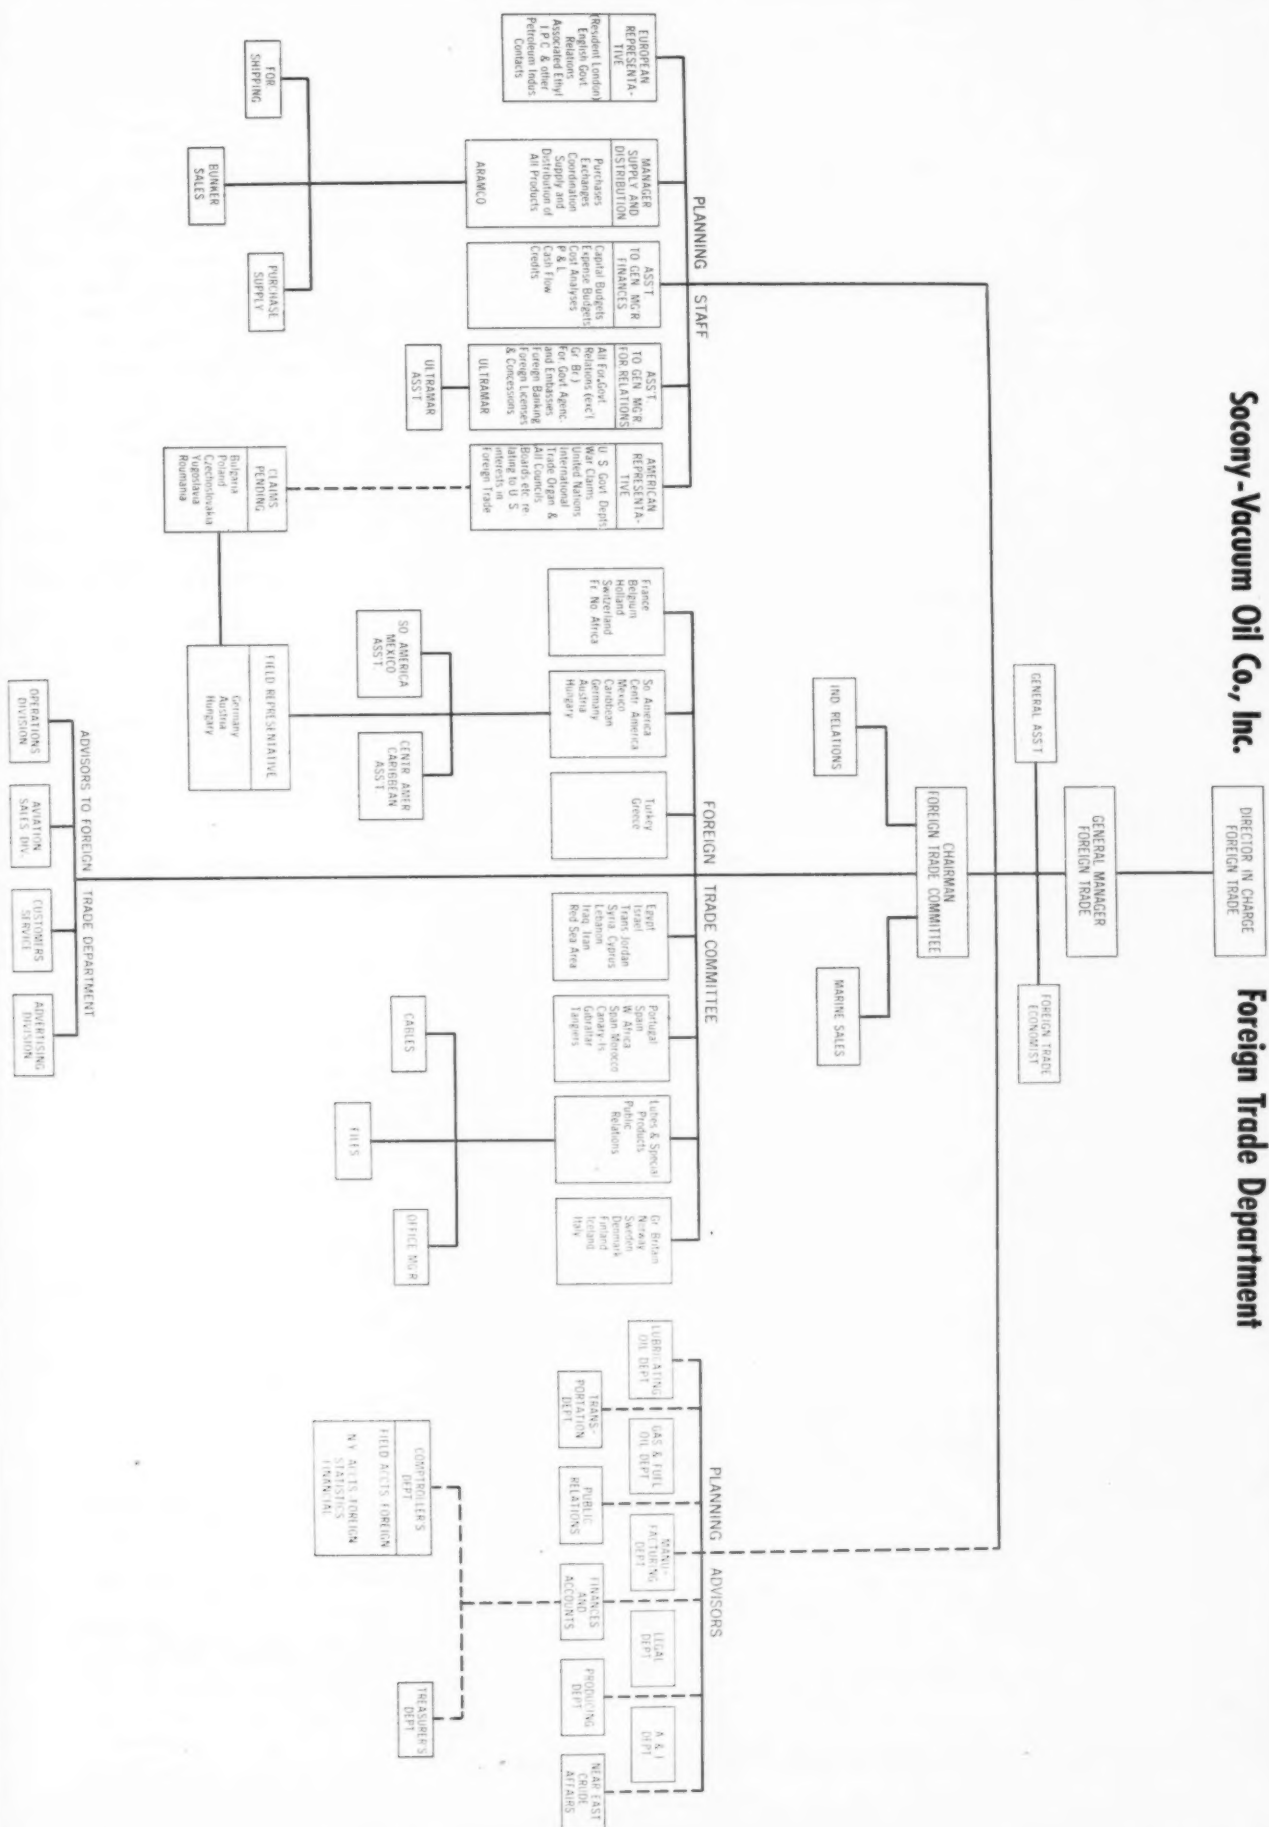 Socony-Vacuum Oil Co., Inc. Foreign Trade Department
DIRECTOR IN CHARGE
FOREIGN TRADE
GENERAL MANAGER
FOREIGN TRADE
GENERAL ASS'T
FOREIGN TRADE
ECONOMIST
CHAIRMAN
FOREIGN TRADE COMMITTEE
IND. RELATIONS
MARINE SALES
PLANNING STAFF
EUROPEAN
REPRESENTA-
TIVE
(Resident London)
English Govt.
Relations
Associated Ethyl
I.P.C. & other
Petroleum Indus.
Contacts
MANAGER
SUPPLY AND
DISTRIBUTION
Purchases
Exchanges
Coordination
Supply and
Distribution of
All Products
ARAMCO
FOR
SHIPPING
BUNKER
SALES
PURCHASE
SUPPLY
ASS'T
TO GEN. MG'R.
FINANCES
Capital Budgets
Expense Budgets
Cost Analyses
P & L
Cash Flow
Credits
ASS'T.
TO GEN. MG'R.
FOR. RELATIONS
All For. Govt.
Relations (exc'l
Gr. Br.)
For. Govt. Agenc.
and Embassies
Foreign Banking
Foreign Licenses
& Concessions
ULTRAMAR
ULTRAMAR
ASS'T.
AMERICAN
REPRESENTA-
TIVE
U S Govt. Depts.
War Claims
United Nations
International
Trade Organ. &
All Councils
Boards etc. re-
lating to U S
interests in
Foreign Trade
CLAIMS
PENDING
Bulgaria
Poland
Czechoslovakia
Yugoslavia
Roumania
FOREIGN TRADE COMMITTEE
France
Belgium
Holland
Switzerland
Fr. No. Africa
So. America
Centr. America
Mexico
Caribbean
Germany
Austria
Hungary
SO. AMERICA
MEXICO
ASS'T.
CENTR. AMER.
CARIBBEAN
ASS'T
FIELD REPRESENTATIVE
Germany
Austria
Hungary
Turkey
Greece
Egypt
Israel
Trans Jordan
Syria, Cyprus
Lebanon
Iraq, Iran
Red Sea Area
Portugal
Spain
W. Africa
Span. Morocco
Canary Is.
Gibraltar
Tangiers
Lubes & Special
Products
Public
Relations
CABLES
FILES
OFFICE MG'R.
Gr. Britain
Norway
Sweden
Denmark
Finland
Iceland
Italy
ADVISORS TO FOREIGN TRADE DEPARTMENT
OPERATIONS
DIVISION
AVIATION
SALES DIV.
CUSTOMERS
SERVICE
ADVERTISING
DIVISION
PLANNING ADVISORS
LUBRICATING
OIL DEPT.
TRANS-
PORTATION
DEPT.
GAS & FUEL
OIL DEPT.
PUBLIC
RELATIONS
MANU-
FACTURING
DEPT.
FINANCES
AND
ACCOUNTS
LEGAL
DEPT.
PRODUCING
DEPT.
A & I
DEPT.
NEAR EAST
CRUDE
AFFAIRS
COMPTROLLER'S
DEPT.
FIELD ACCTS. FOREIGN
N.Y. ACCTS.-FOREIGN
STATISTICS
FINANCIAL
TREASURER'S
DEPT.